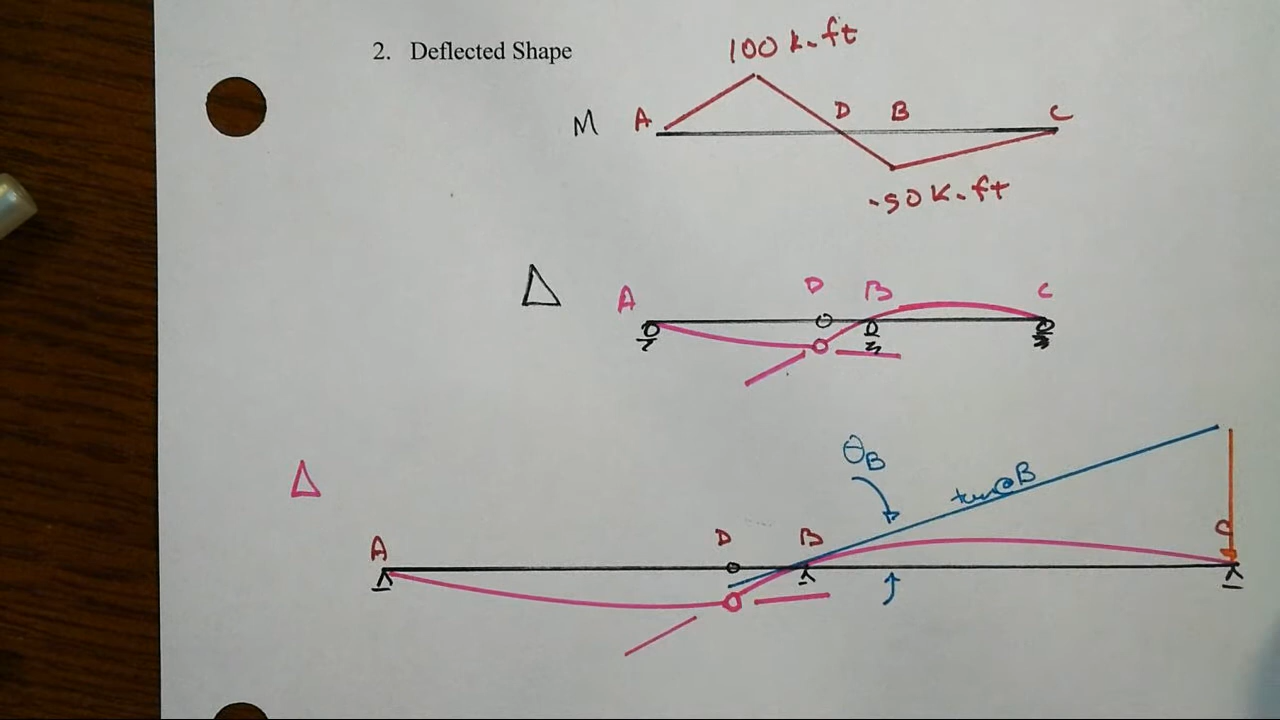 2. Deflected Shape
100 k-ft
M A D B C
-50 K-ft
Δ A D B C
θB
tan@B
Δ
A D B C